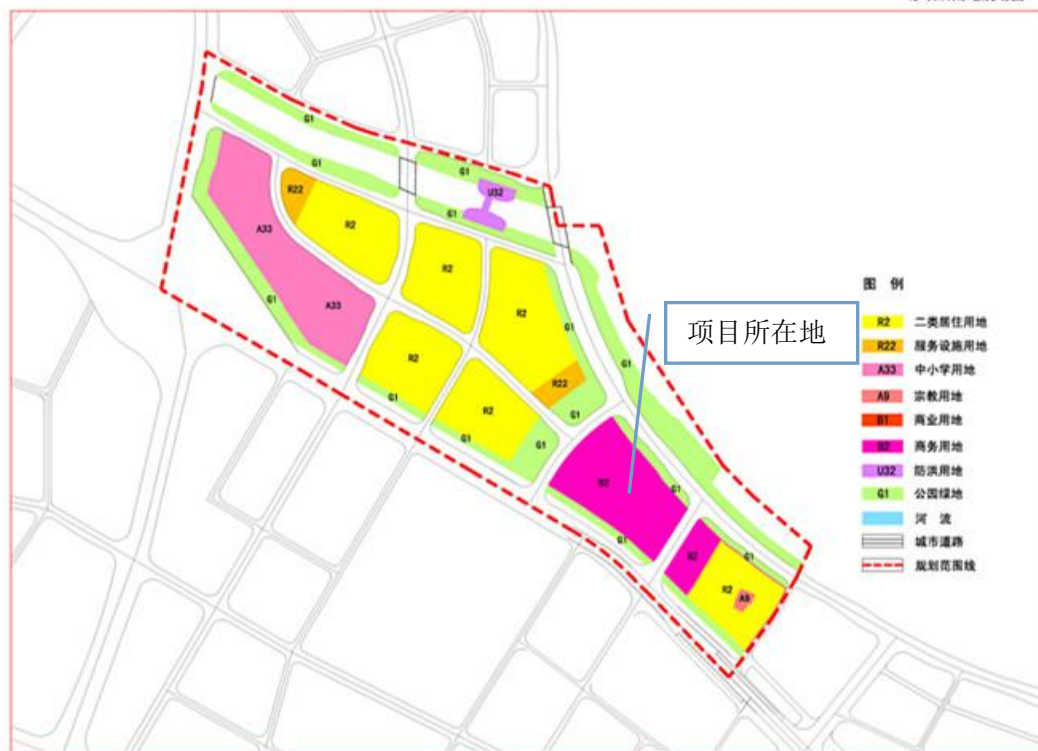 G1
G1
G1
U32
G1
R22
R2
A33
R2
R2
G1
A33
G1
G1
R2
R22
G1
G1
R2
G1
G1
B2
G1
G1
B2
G1
R2
A9
项目所在地
图 例
R2 二类居住用地
R22 服务设施用地
A33 中小学用地
A9 宗教用地
B1 商业用地
B2 商务用地
U32 防洪用地
G1 公园绿地
河 流
城市道路
规划范围线